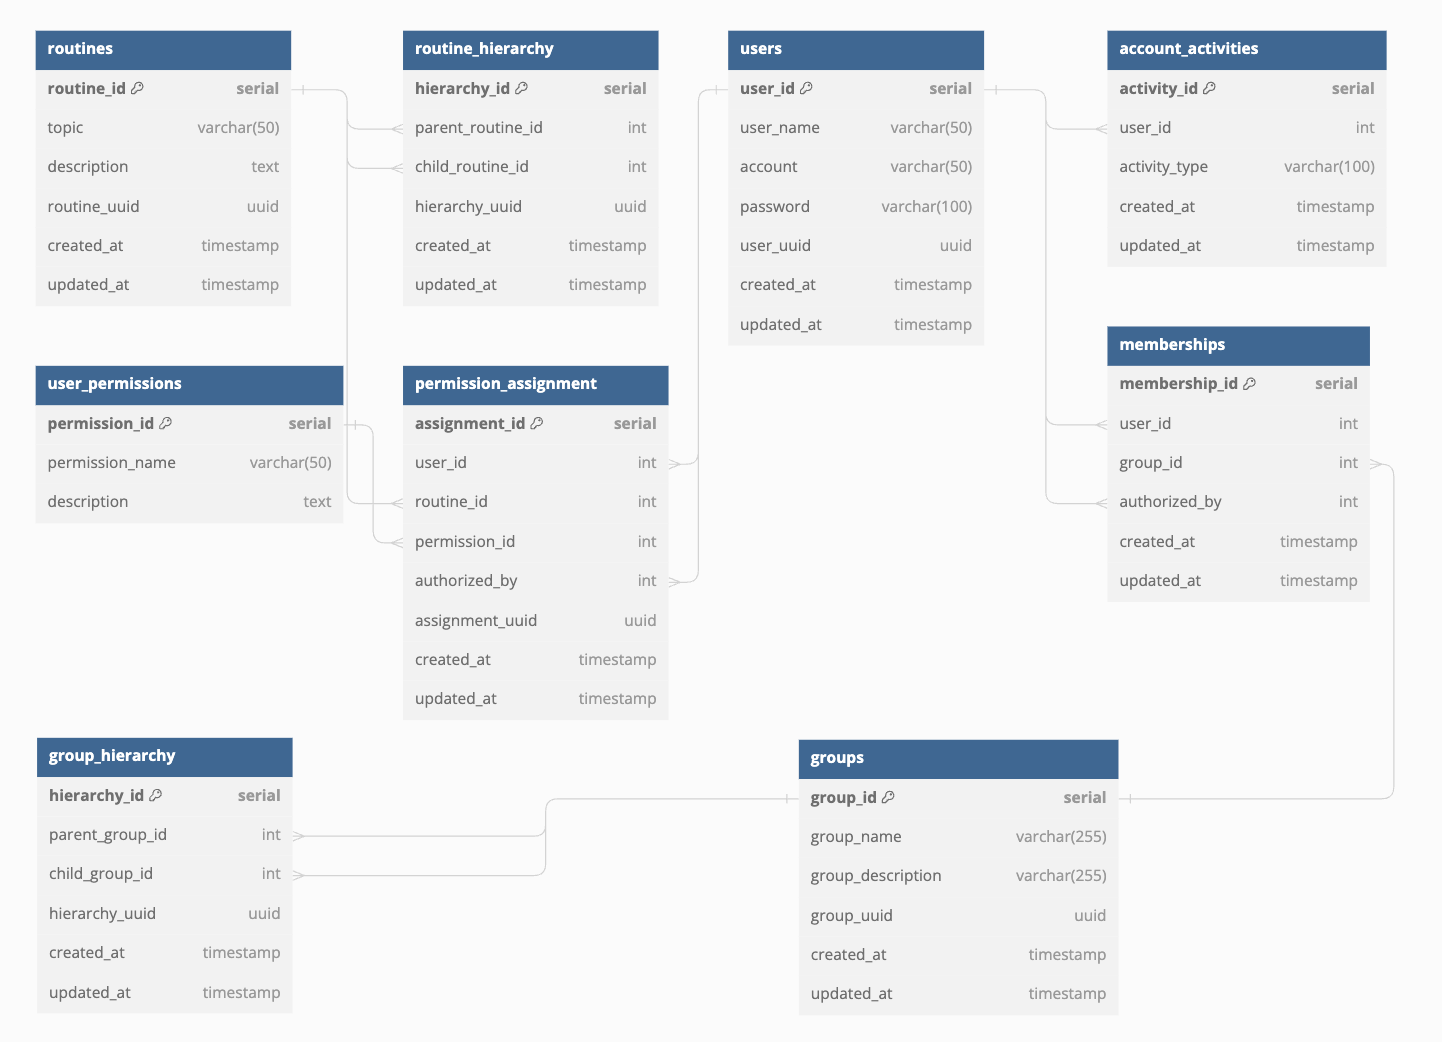 routines
routine_id serial
topic varchar(50)
description text
routine_uuid uuid
created_at timestamp
updated_at timestamp
routine_hierarchy
hierarchy_id serial
parent_routine_id int
child_routine_id int
hierarchy_uuid uuid
created_at timestamp
updated_at timestamp
users
user_id serial
user_name varchar(50)
account varchar(50)
password varchar(100)
user_uuid uuid
created_at timestamp
updated_at timestamp
account_activities
activity_id serial
user_id int
activity_type varchar(100)
created_at timestamp
updated_at timestamp
user_permissions
permission_id serial
permission_name varchar(50)
description text
permission_assignment
assignment_id serial
user_id int
routine_id int
permission_id int
authorized_by int
assignment_uuid uuid
created_at timestamp
updated_at timestamp
memberships
membership_id serial
user_id int
group_id int
authorized_by int
created_at timestamp
updated_at timestamp
group_hierarchy
hierarchy_id serial
parent_group_id int
child_group_id int
hierarchy_uuid uuid
created_at timestamp
updated_at timestamp
groups
group_id serial
group_name varchar(255)
group_description varchar(255)
group_uuid uuid
created_at timestamp
updated_at timestamp